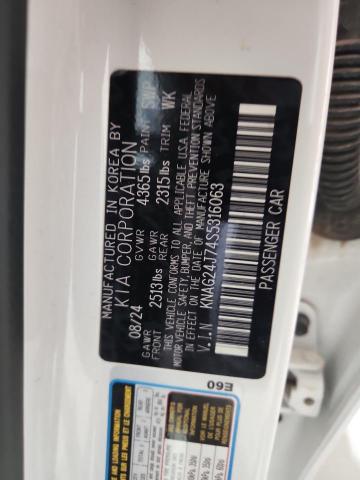 MANUFACTURED IN KOREA BY
KIA CORPORATION
08/24 GVWR 4365 lbs PAINT SWP
GAWR FRONT 2513 lbs GAWR REAR 2315 lbs TRIM WK
THIS VEHICLE CONFORMS TO ALL APPLICABLE U.S.A. FEDERAL
MOTOR VEHICLE SAFETY, BUMPER, AND THEFT PREVENTION STANDARDS
IN EFFECT ON THE DATE OF MANUFACTURE SHOWN ABOVE
V.I.N KNAG24J74S5316063
PASSENGER CAR
E60